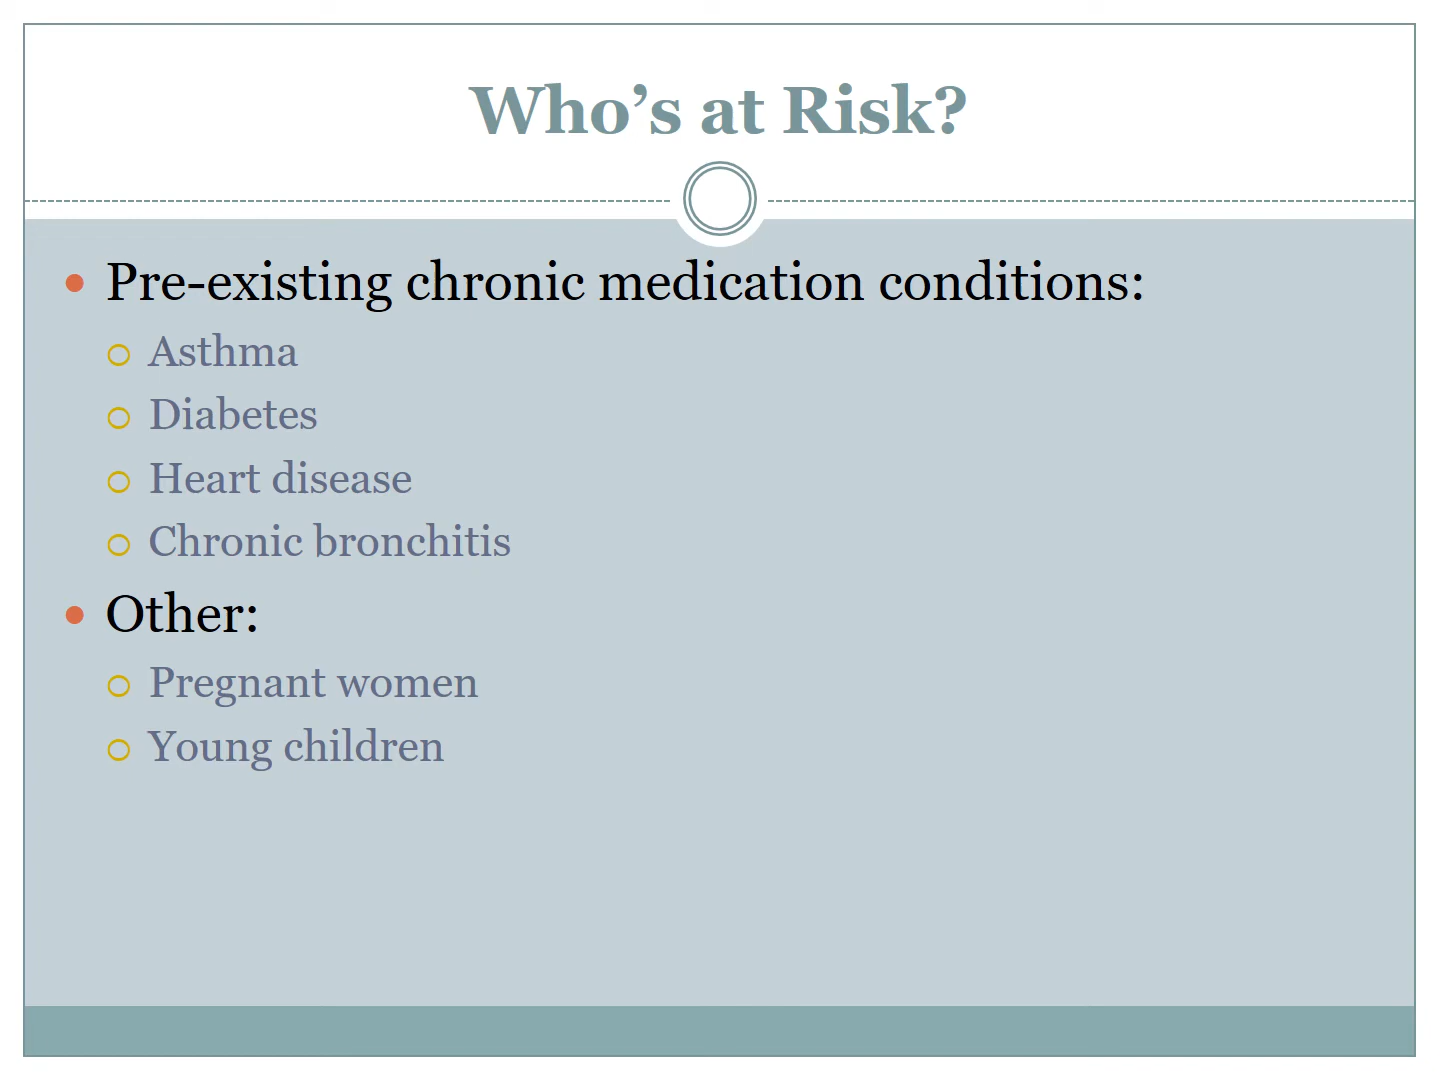 Who’s at Risk?
Pre-existing chronic medication conditions:
Asthma
Diabetes
Heart disease
Chronic bronchitis
Other:
Pregnant women
Young children